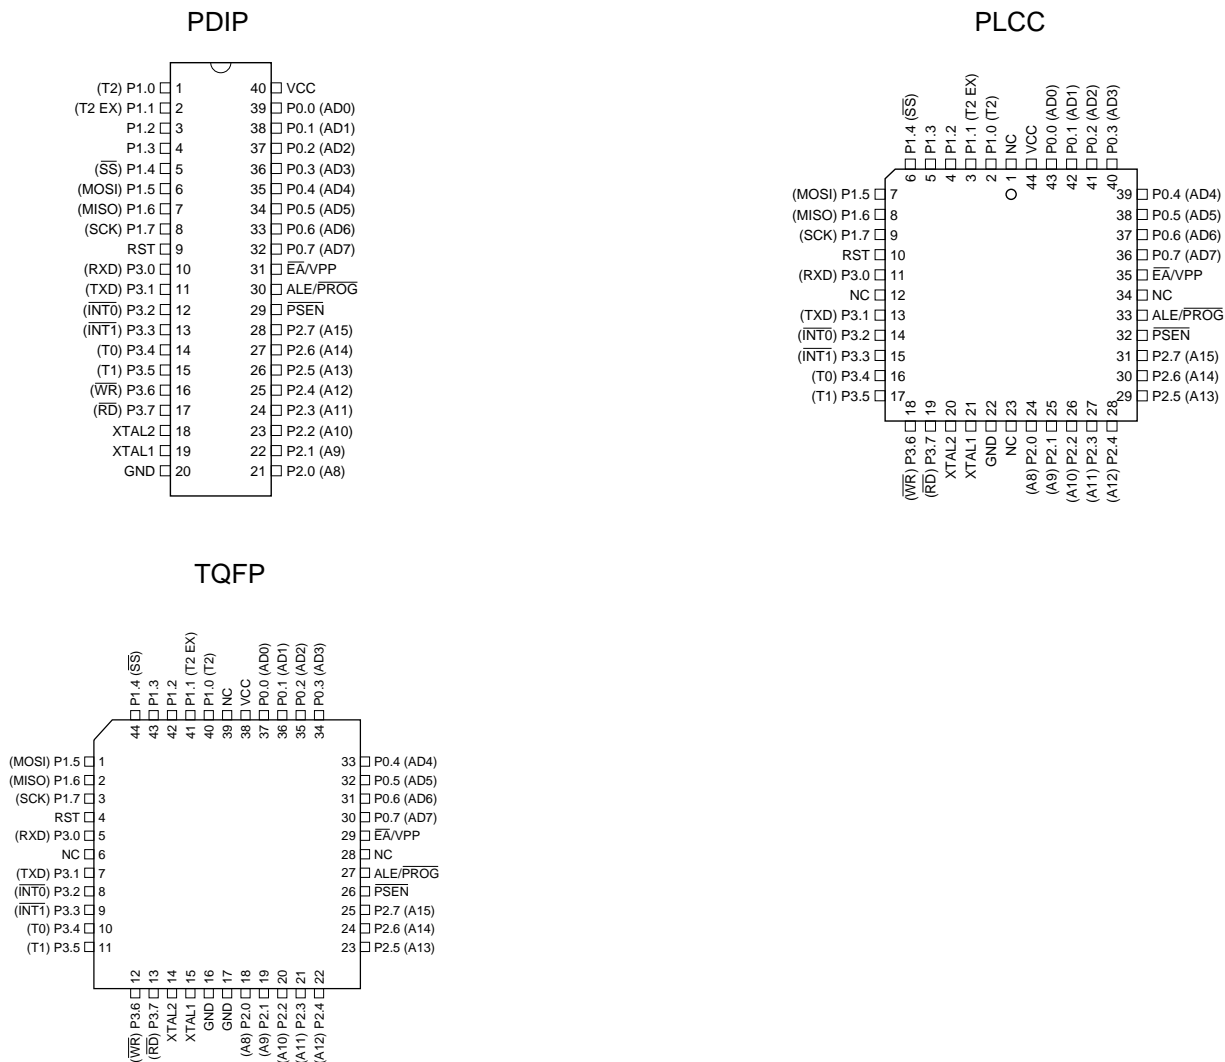 PDIP
(T2) P1.0 1 40 VCC
(T2 EX) P1.1 2 39 P0.0 (AD0)
P1.2 3 38 P0.1 (AD1)
P1.3 4 37 P0.2 (AD2)
(SS) P1.4 5 36 P0.3 (AD3)
(MOSI) P1.5 6 35 P0.4 (AD4)
(MISO) P1.6 7 34 P0.5 (AD5)
(SCK) P1.7 8 33 P0.6 (AD6)
RST 9 32 P0.7 (AD7)
(RXD) P3.0 10 31 EA/VPP
(TXD) P3.1 11 30 ALE/PROG
(INT0) P3.2 12 29 PSEN
(INT1) P3.3 13 28 P2.7 (A15)
(T0) P3.4 14 27 P2.6 (A14)
(T1) P3.5 15 26 P2.5 (A13)
(WR) P3.6 16 25 P2.4 (A12)
(RD) P3.7 17 24 P2.3 (A11)
XTAL2 18 23 P2.2 (A10)
XTAL1 19 22 P2.1 (A9)
GND 20 21 P2.0 (A8)
PLCC
6 P1.4 (SS)
5 P1.3
4 P1.2
3 P1.1 (T2 EX)
2 P1.0 (T2)
1 NC
44 VCC
43 P0.0 (AD0)
42 P0.1 (AD1)
41 P0.2 (AD2)
40 P0.3 (AD3)
(MOSI) P1.5 7 39 P0.4 (AD4)
(MISO) P1.6 8 38 P0.5 (AD5)
(SCK) P1.7 9 37 P0.6 (AD6)
RST 10 36 P0.7 (AD7)
(RXD) P3.0 11 35 EA/VPP
NC 12 34 NC
(TXD) P3.1 13 33 ALE/PROG
(INT0) P3.2 14 32 PSEN
(INT1) P3.3 15 31 P2.7 (A15)
(T0) P3.4 16 30 P2.6 (A14)
(T1) P3.5 17 29 P2.5 (A13)
(WR) P3.6 18
(RD) P3.7 19
XTAL2 20
XTAL1 21
GND 22
NC 23
(A8) P2.0 24
(A9) P2.1 25
(A10) P2.2 26
(A11) P2.3 27
(A12) P2.4 28
TQFP
44 P1.4 (SS)
43 P1.3
42 P1.2
41 P1.1 (T2 EX)
40 P1.0 (T2)
39 NC
38 VCC
37 P0.0 (AD0)
36 P0.1 (AD1)
35 P0.2 (AD2)
34 P0.3 (AD3)
(MOSI) P1.5 1 33 P0.4 (AD4)
(MISO) P1.6 2 32 P0.5 (AD5)
(SCK) P1.7 3 31 P0.6 (AD6)
RST 4 30 P0.7 (AD7)
(RXD) P3.0 5 29 EA/VPP
NC 6 28 NC
(TXD) P3.1 7 27 ALE/PROG
(INT0) P3.2 8 26 PSEN
(INT1) P3.3 9 25 P2.7 (A15)
(T0) P3.4 10 24 P2.6 (A14)
(T1) P3.5 11 23 P2.5 (A13)
(WR) P3.6 12
(RD) P3.7 13
XTAL2 14
XTAL1 15
GND 16
GND 17
(A8) P2.0 18
(A9) P2.1 19
(A10) P2.2 20
(A11) P2.3 21
(A12) P2.4 22